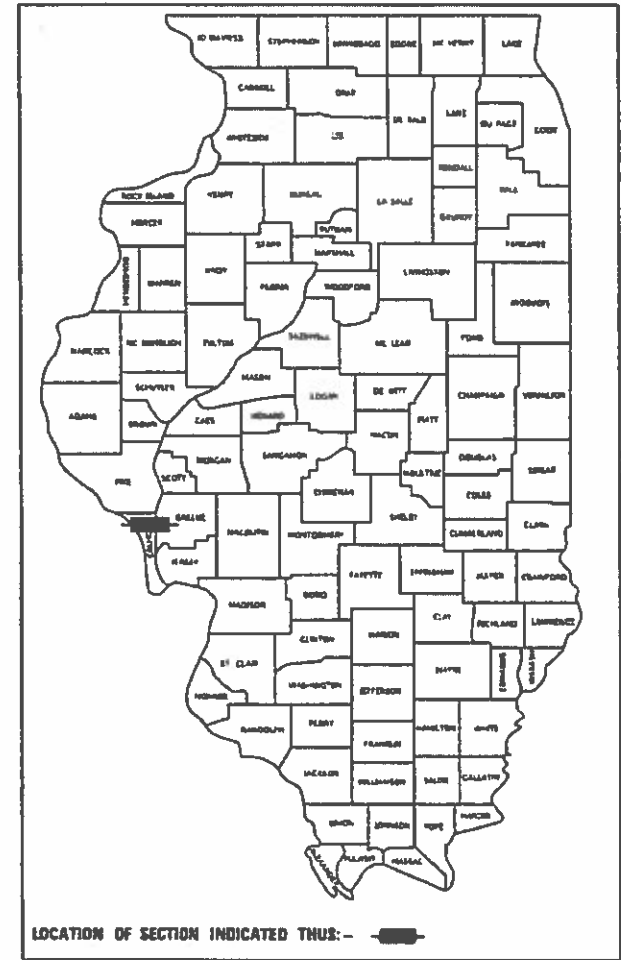 JO DAVIESS STEPHENSON WINNEBAGO BOONE MC HENRY LAKE
CARROLL OGLE DE KALB KANE DU PAGE COOK
WHITESIDE LEE
KENDALL WILL
ROCK ISLAND HENRY BUREAU LA SALLE GRUNDY
MERCER PUTNAM
STARK MARSHALL KANKAKEE
HENDERSON WARREN KNOX PEORIA WOODFORD LIVINGSTON IROQUOIS
HANCOCK MC DONOUGH FULTON TAZEWELL MC LEAN FORD
MASON
SCHUYLER LOGAN DE WITT CHAMPAIGN VERMILION
ADAMS BROWN CASS MENARD MACON PIATT
MORGAN SANGAMON DOUGLAS
PIKE SCOTT CHRISTIAN MOULTRIE COLES EDGAR
GREENE MACOUPIN MONTGOMERY SHELBY CUMBERLAND CLARK
JERSEY FAYETTE EFFINGHAM JASPER CRAWFORD
MADISON BOND
CLINTON MARION CLAY RICHLAND LAWRENCE
ST CLAIR WAYNE EDWARDS WABASH
WASHINGTON JEFFERSON
MONROE
RANDOLPH PERRY HAMILTON WHITE
FRANKLIN
JACKSON WILLIAMSON SALINE GALLATIN
UNION JOHNSON POPE HARDIN
ALEXANDER PULASKI MASSAC
LOCATION OF SECTION INDICATED THUS:-